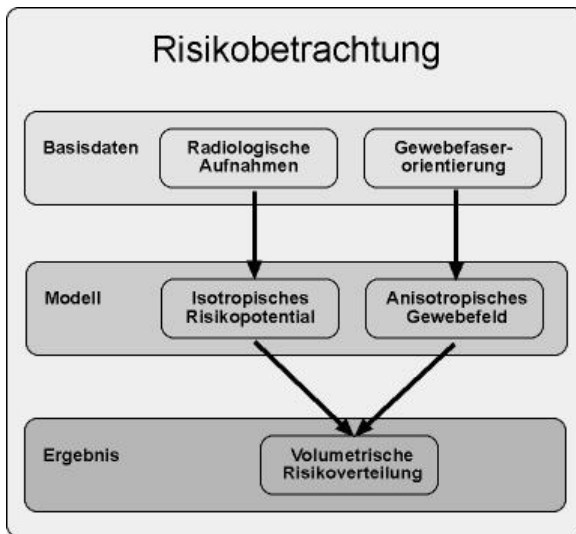 Risikobetrachtung
Basisdaten
Radiologische
Aufnahmen
Gewebefaser-
orientierung
Modell
Isotropisches
Risikopotential
Anisotropisches
Gewebefeld
Ergebnis
Volumetrische
Risikoverteilung